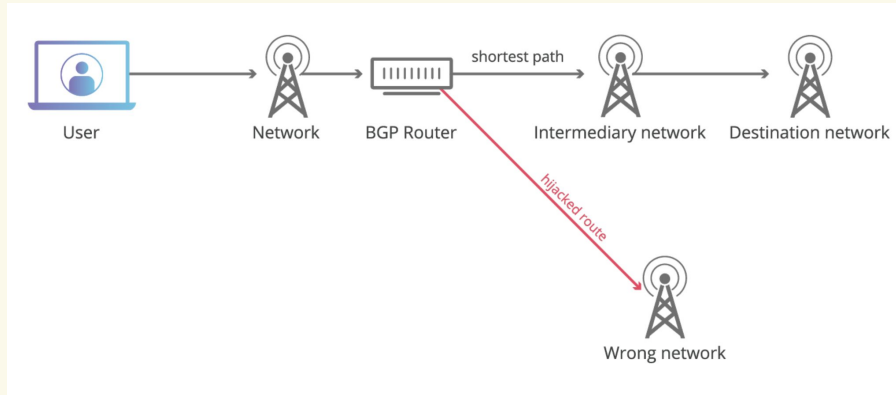 shortest path
User
Network
BGP Router
Intermediary network
Destination network
hijacked route
Wrong network